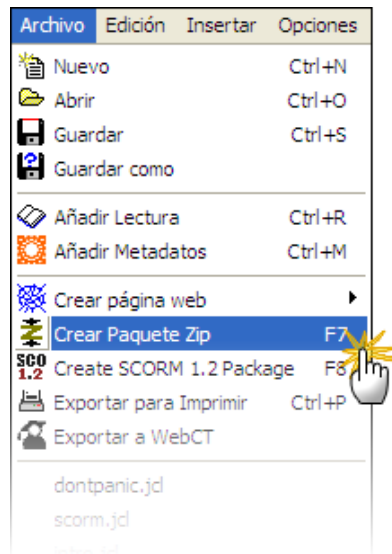 Archivo Edición Insertar Opciones
Nuevo Ctrl+N
Abrir Ctrl+O
Guardar Ctrl+S
Guardar como
Añadir Lectura Ctrl+R
Añadir Metadatos Ctrl+M
Crear página web
Crear Paquete Zip F7
SCO 1.2 Create SCORM 1.2 Package F8
Exportar para Imprimir Ctrl+P
Exportar a WebCT
dontpanic.jcl
scorm.jcl